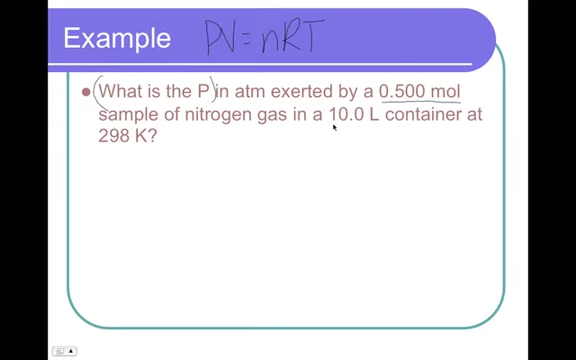 Example PV = nRT
• What is the P in atm exerted by a 0.500 mol
sample of nitrogen gas in a 10.0 L container at
298 K?